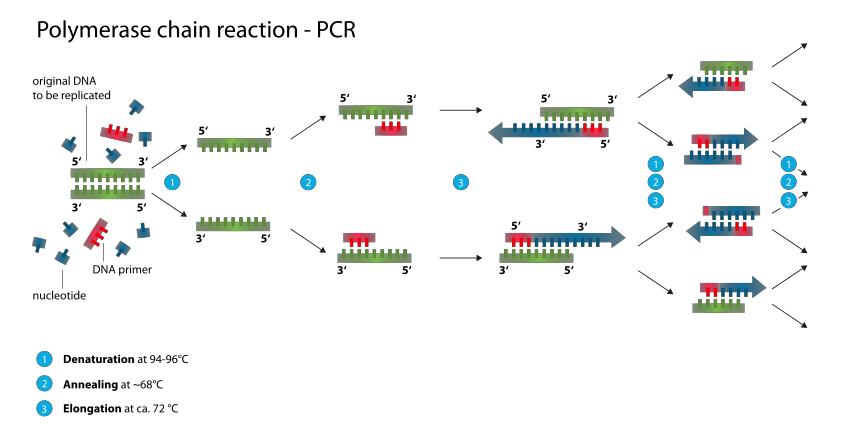 Polymerase chain reaction - PCR
original DNA
to be replicated
5‘ 3‘
3‘ 5‘
DNA primer
nucleotide
1
5‘ 3‘
3‘ 5‘
2
5‘ 3‘
3‘ 5‘
3
5‘ 3‘
3‘ 5‘
5‘ 3‘
3‘ 5‘
1
2
3
1
2
3
1 Denaturation at 94-96°C
2 Annealing at ~68°C
3 Elongation at ca. 72 °C